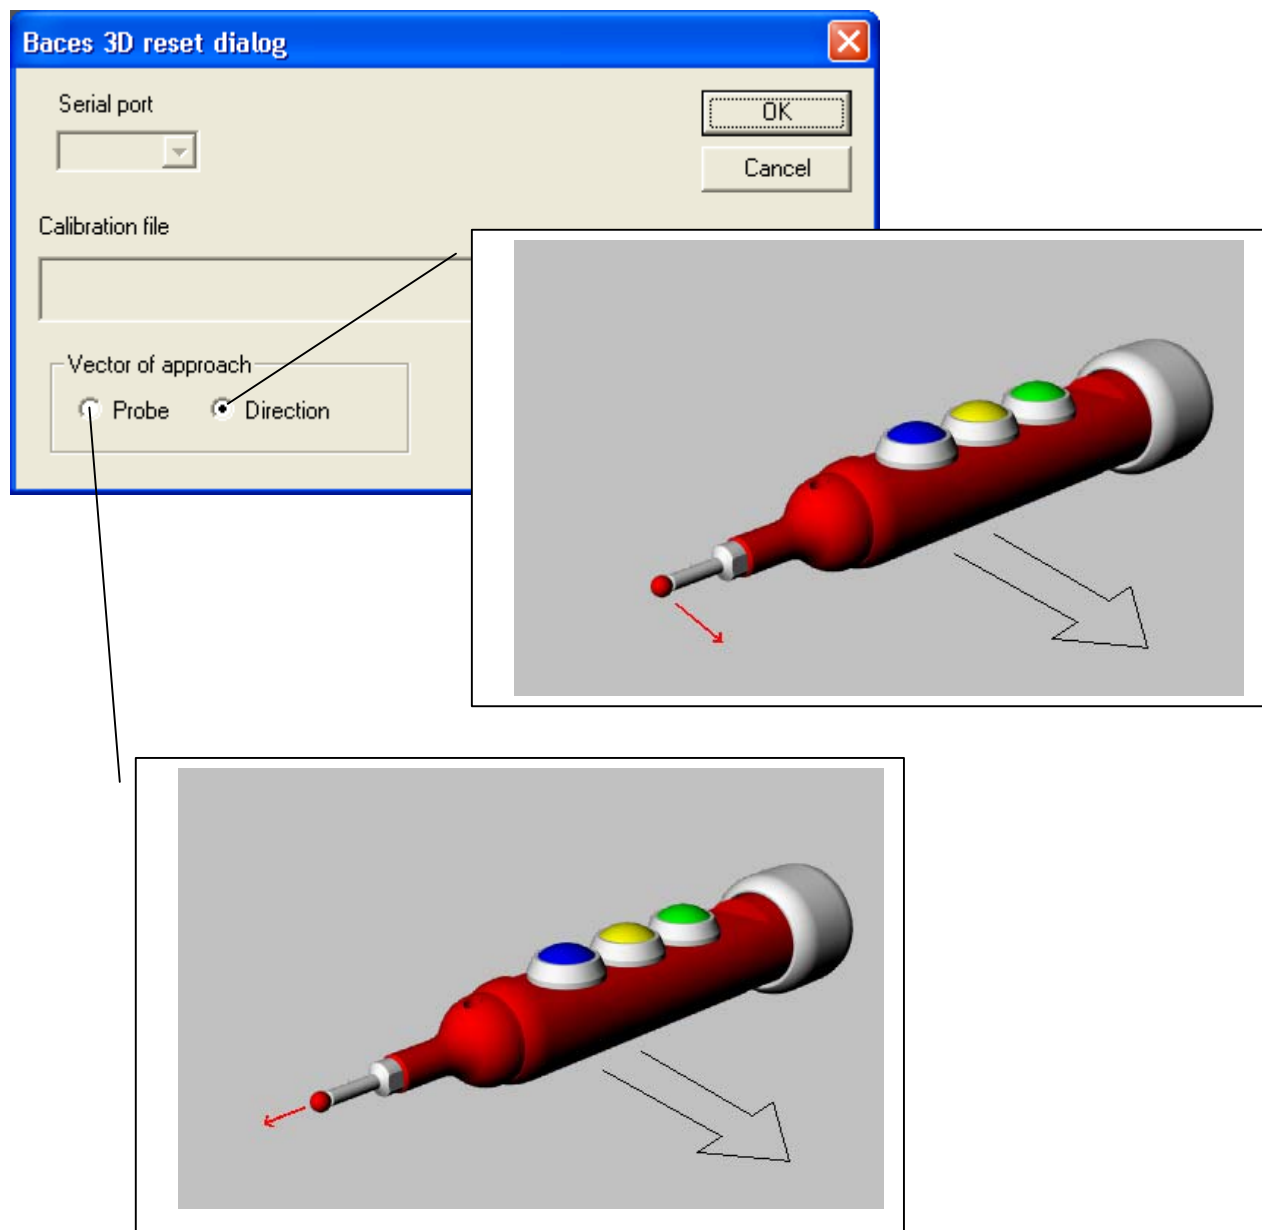 Baces 3D reset dialog
Serial port
OK
Cancel
Calibration file
Vector of approach
Probe Direction